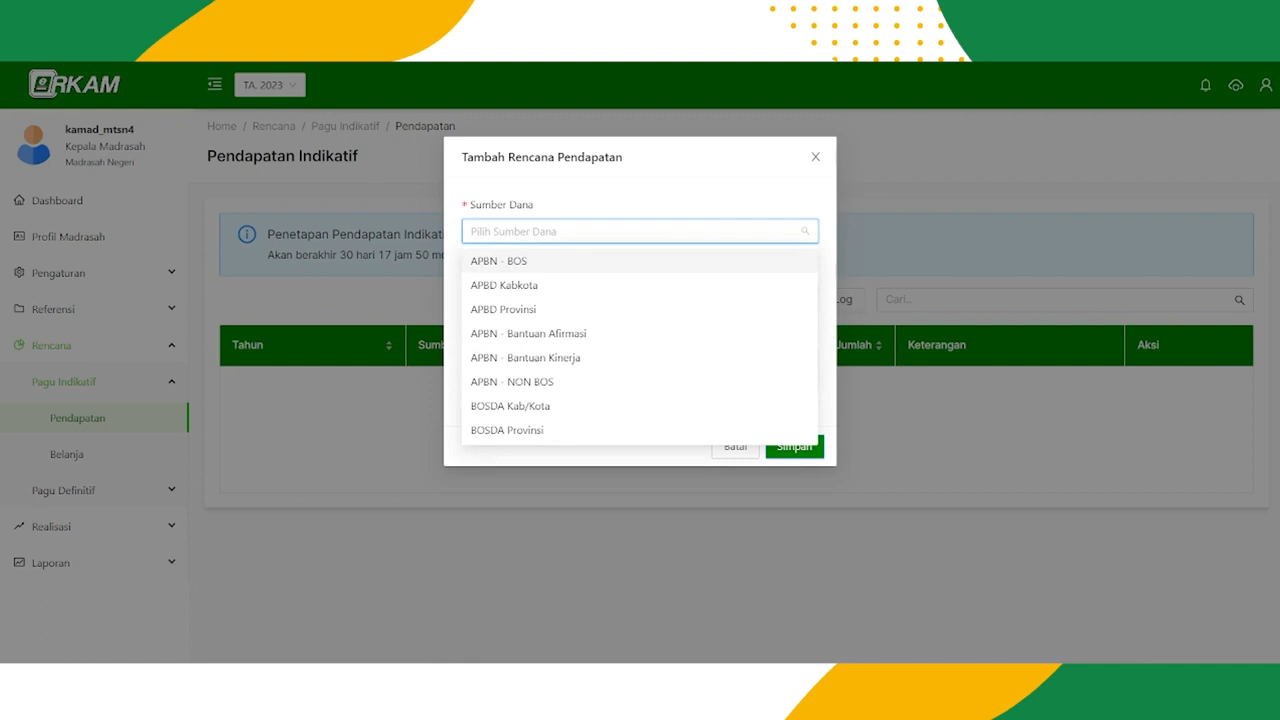 eRKAM
TA. 2023
kamad_mtsn4
Kepala Madrasah
Madrasah Negeri
Home / Rencana / Pagu Indikatif / Pendapatan
Pendapatan Indikatif
Dashboard
Profil Madrasah
Pengaturan
Referensi
Rencana
Pagu Indikatif
Pendapatan
Belanja
Pagu Definitif
Realisasi
Laporan
Penetapan Pendapatan Indikati
Akan berakhir 30 hari 17 jam 50 m
Log
Cari..
Tahun
Sumb
Jumlah
Keterangan
Aksi
Tambah Rencana Pendapatan
* Sumber Dana
Pilih Sumber Dana
APBN - BOS
APBD Kabkota
APBD Provinsi
APBN - Bantuan Afirmasi
APBN - Bantuan Kinerja
APBN - NON BOS
BOSDA Kab/Kota
BOSDA Provinsi
Batal
Simpan